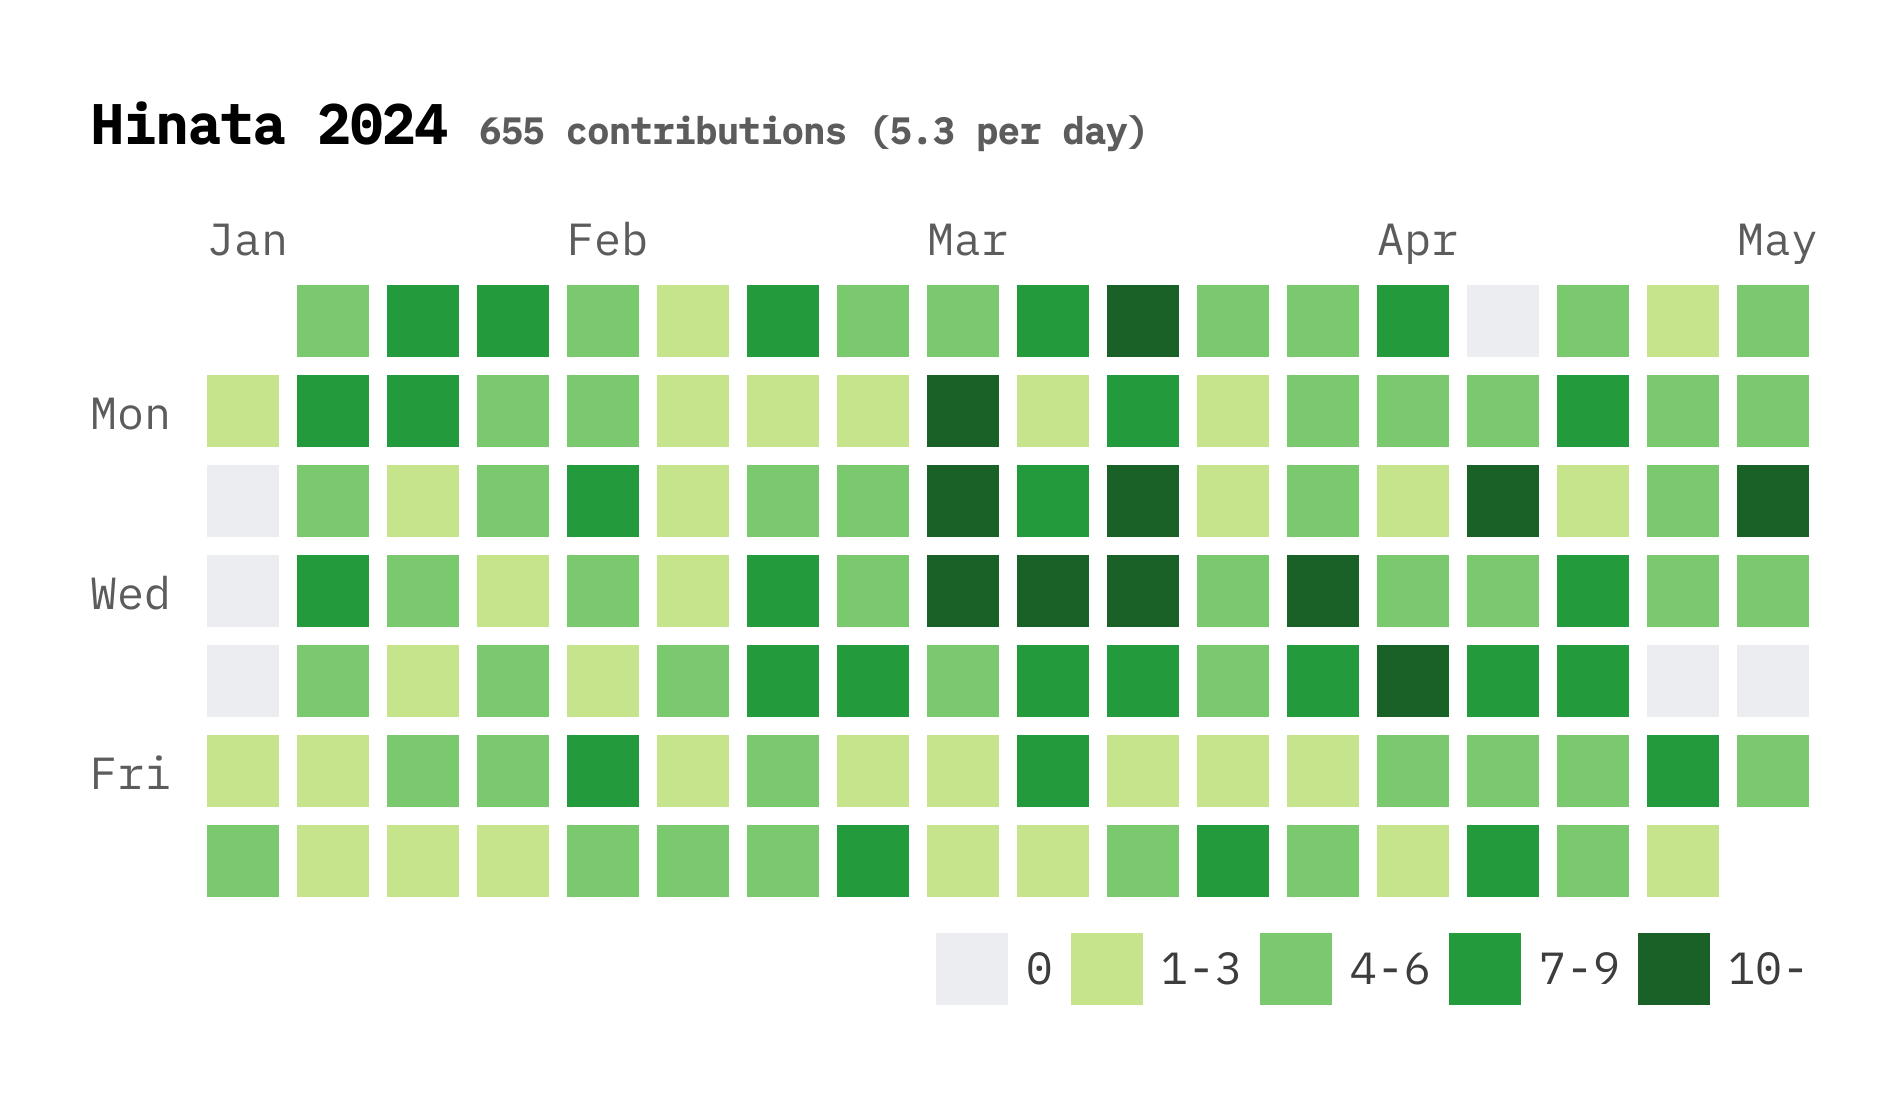 Hinata 2024 655 contributions (5.3 per day)
Jan Feb Mar Apr May
Mon
Wed
Fri
0 1-3 4-6 7-9 10-